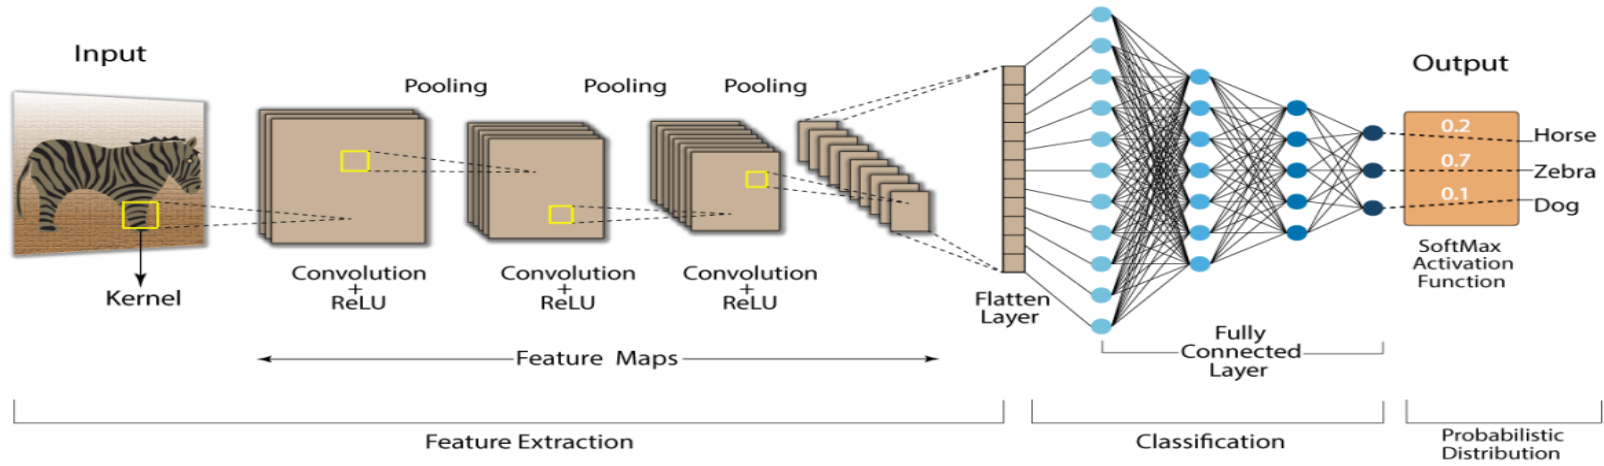 Input
Kernel
Pooling
Pooling
Pooling
Convolution
+
ReLU
Convolution
+
ReLU
Convolution
+
ReLU
Feature Maps
Flatten
Layer
Fully
Connected
Layer
Output
0.2
0.7
0.1
Horse
Zebra
Dog
SoftMax
Activation
Function
Feature Extraction
Classification
Probabilistic
Distribution